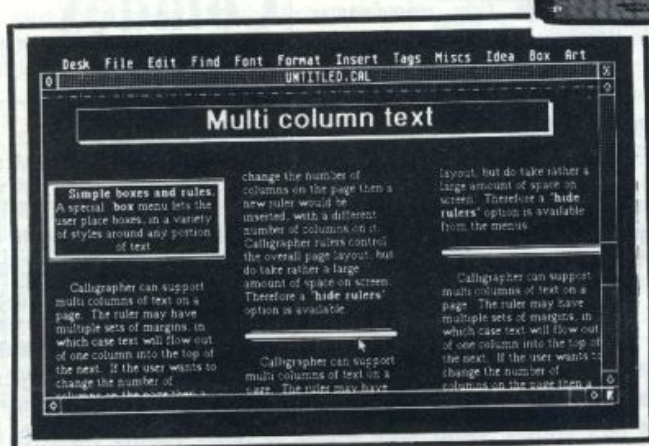 Desk File Edit Find Font Format Insert Tags Miscs Idea Box Art
UNTITLED.CAL
Multi column text
Simple boxes and rules.
A special box menu lets the
user place boxes, in a variety
of styles around any portion
of text
Calligrapher can support
multi columns of text on a
page. The ruler may have
multiple sets of margins, in
which case text will flow out
of one column into the top of
the next. If the user wants to
change the number of
columns on the page then a
change the number of
columns on the page then a
new ruler would be
inserted, with a different
number of columns on it.
Calligrapher rulers control
the overall page layout, but
do take rather a large
amount of space on screen.
Therefore a "hide rulers"
option is available.
Calligrapher can support
multi columns of text on a
page. The ruler may have
layout, but do take rather a
large amount of space on
screen. Therefore a "hide
rulers" option is available
from the menus.
Calligrapher can support
multi columns of text on a
page. The ruler may have
multiple sets of margins, in
which case text will flow out
of one column into the top of
the next. If the user wants to
change the number of
columns on the page then a